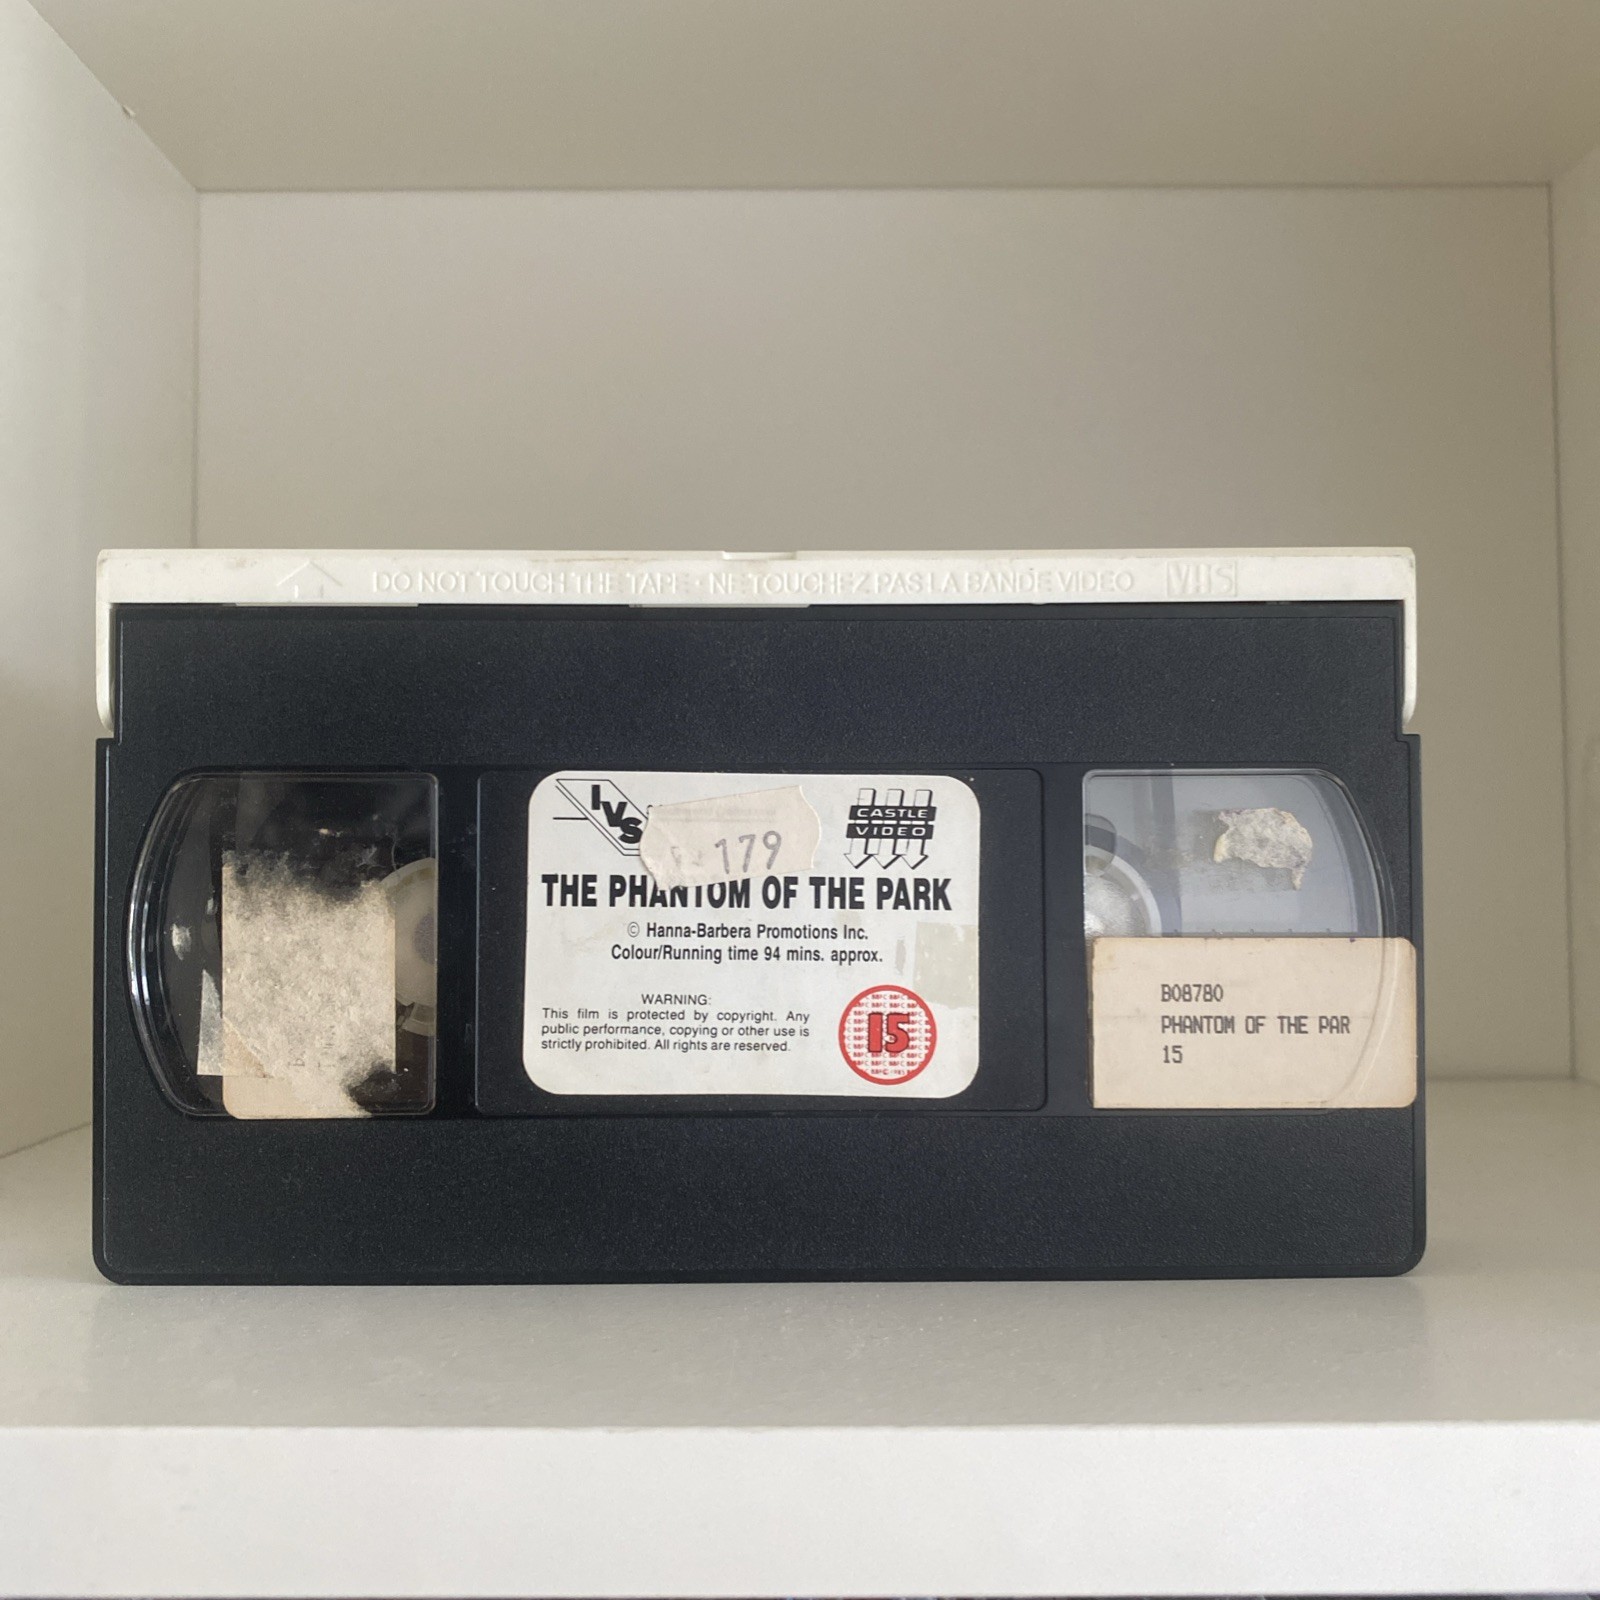 DO NOT TOUCH THE TAPE · NE TOUCHEZ PAS LA BANDE VIDEO VHS
IVS
179
CASTLE
VIDEO
THE PHANTOM OF THE PARK
© Hanna-Barbera Promotions Inc.
Colour/Running time 94 mins. approx.
WARNING:
This film is protected by copyright. Any
public performance, copying or other use is
strictly prohibited. All rights are reserved.
15
B08780
PHANTOM OF THE PAR
15